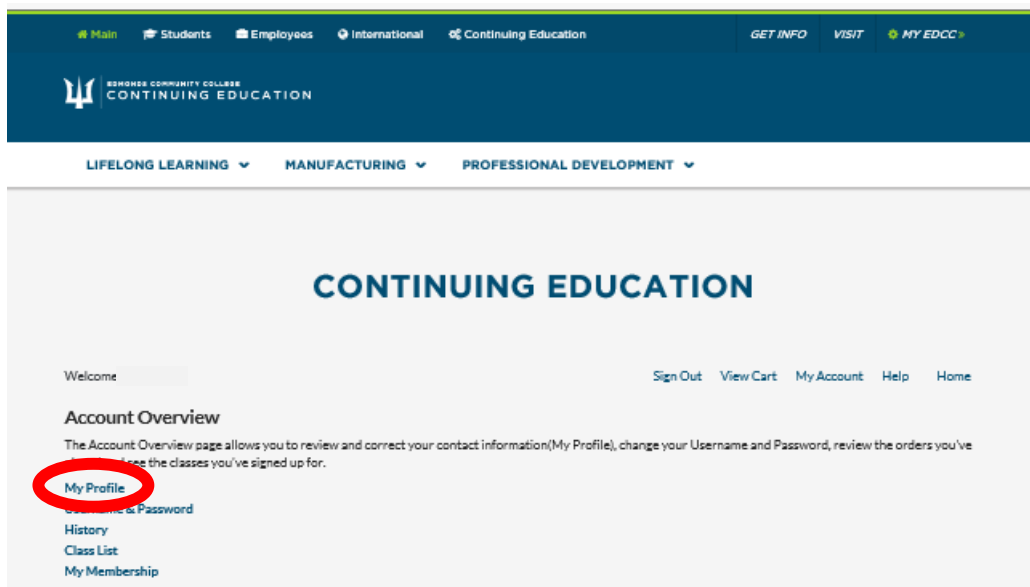 Main Students Employees International Continuing Education GET INFO VISIT MY EDCC »
EDMONDS COMMUNITY COLLEGE
CONTINUING EDUCATION
LIFELONG LEARNING MANUFACTURING PROFESSIONAL DEVELOPMENT
CONTINUING EDUCATION
Welcome Sign Out View Cart My Account Help Home
Account Overview
The Account Overview page allows you to review and correct your contact information(My Profile), change your Username and Password, review the orders you've
see the classes you've signed up for.
My Profile
Username & Password
History
Class List
My Membership